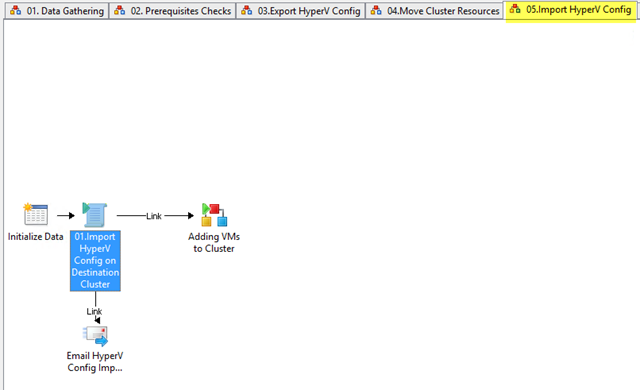 01. Data Gathering
02. Prerequisites Checks
03.Export HyperV Config
04.Move Cluster Resources
05.Import HyperV Config
Initialize Data
01.Import
HyperV
Config on
Destination
Cluster
Link
Adding VMs
to Cluster
Link
Email HyperV
Config Imp...